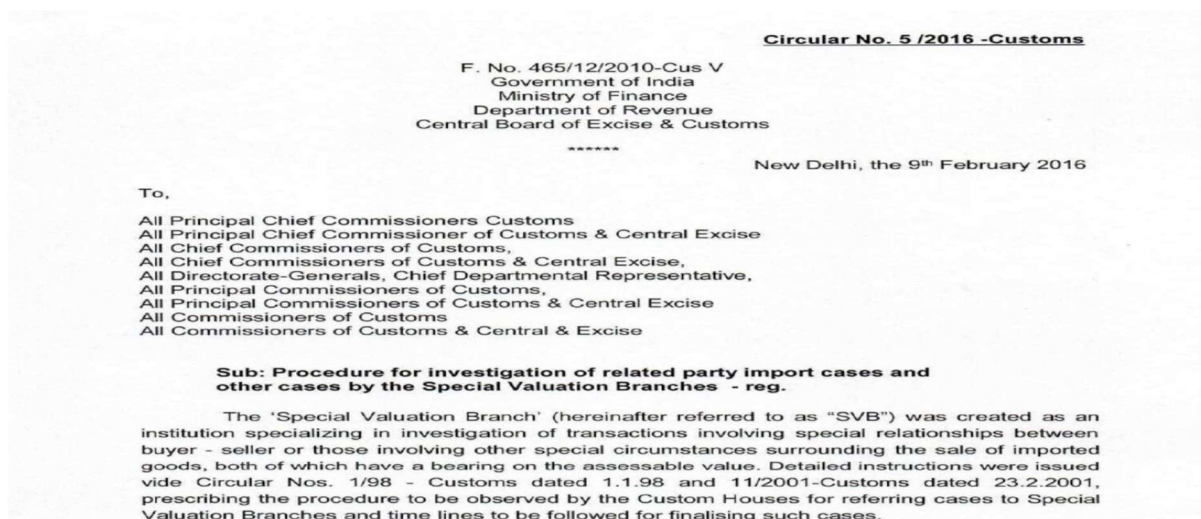 Circular No. 5 /2016 -Customs
F. No. 465/12/2010-Cus V
Government of India
Ministry of Finance
Department of Revenue
Central Board of Excise & Customs
******
New Delhi, the 9th February 2016
To,
All Principal Chief Commissioners Customs
All Principal Chief Commissioner of Customs & Central Excise
All Chief Commissioners of Customs,
All Chief Commissioners of Customs & Central Excise,
All Directorate-Generals, Chief Departmental Representative,
All Principal Commissioners of Customs,
All Principal Commissioners of Customs & Central Excise
All Commissioners of Customs
All Commissioners of Customs & Central & Excise
Sub: Procedure for investigation of related party import cases and
other cases by the Special Valuation Branches - reg.
The ‘Special Valuation Branch’ (hereinafter referred to as “SVB”) was created as an
institution specializing in investigation of transactions involving special relationships between
buyer - seller or those involving other special circumstances surrounding the sale of imported
goods, both of which have a bearing on the assessable value. Detailed instructions were issued
vide Circular Nos. 1/98 - Customs dated 1.1.98 and 11/2001-Customs dated 23.2.2001,
prescribing the procedure to be observed by the Custom Houses for referring cases to Special
Valuation Branches and time lines to be followed for finalising such cases.